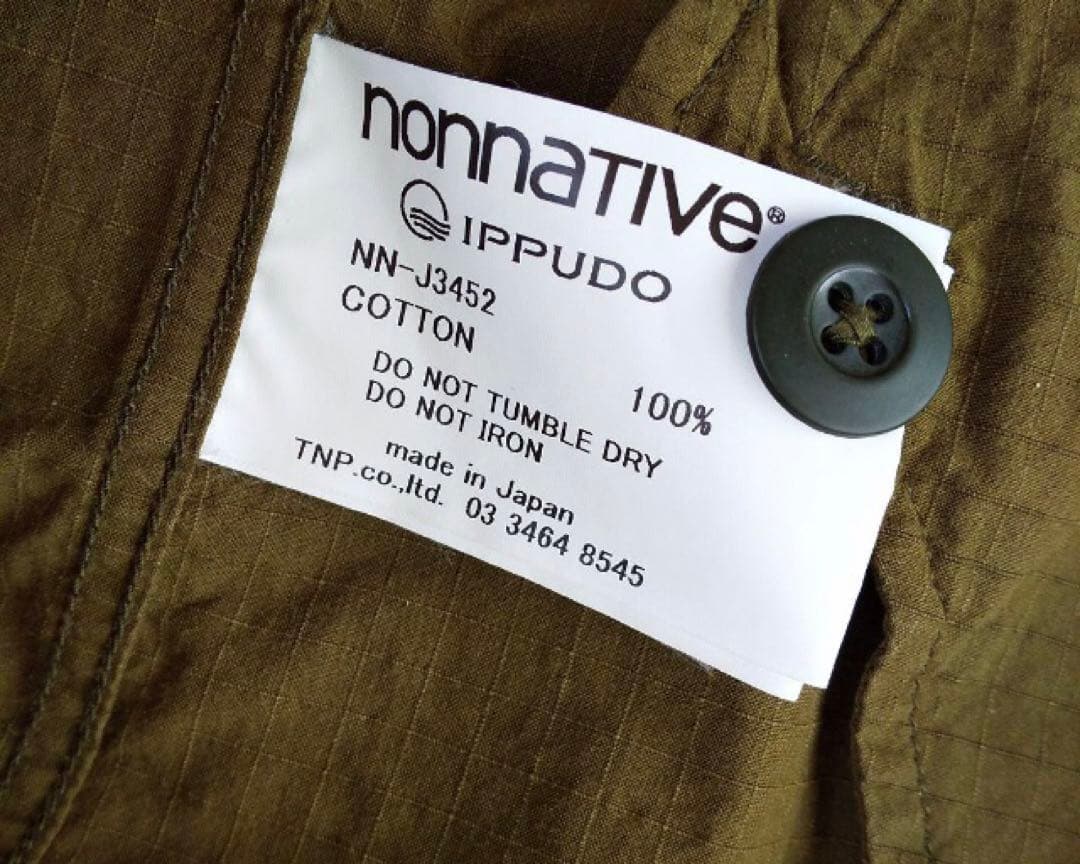 nonnaTIVe®
IPPUDO
NN-J3452
COTTON 100%
DO NOT TUMBLE DRY
DO NOT IRON
made in Japan
TNP.co.,ltd. 03 3464 8545